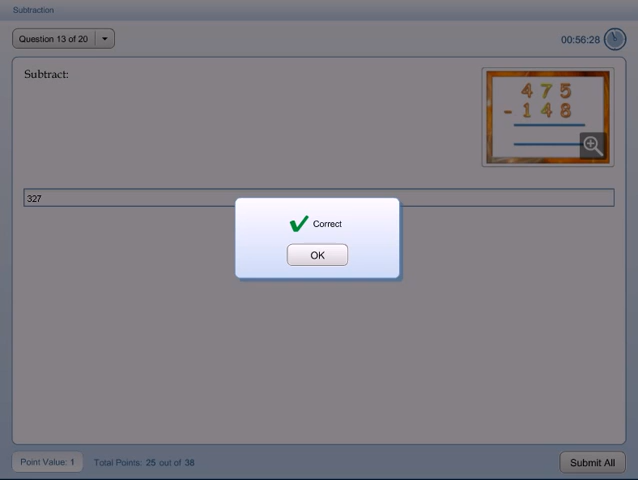 Subtraction
Question 13 of 20
00:56:28
Subtract:
475
- 148
327
Correct
OK
Point Value: 1
Total Points: 25 out of 38
Submit All